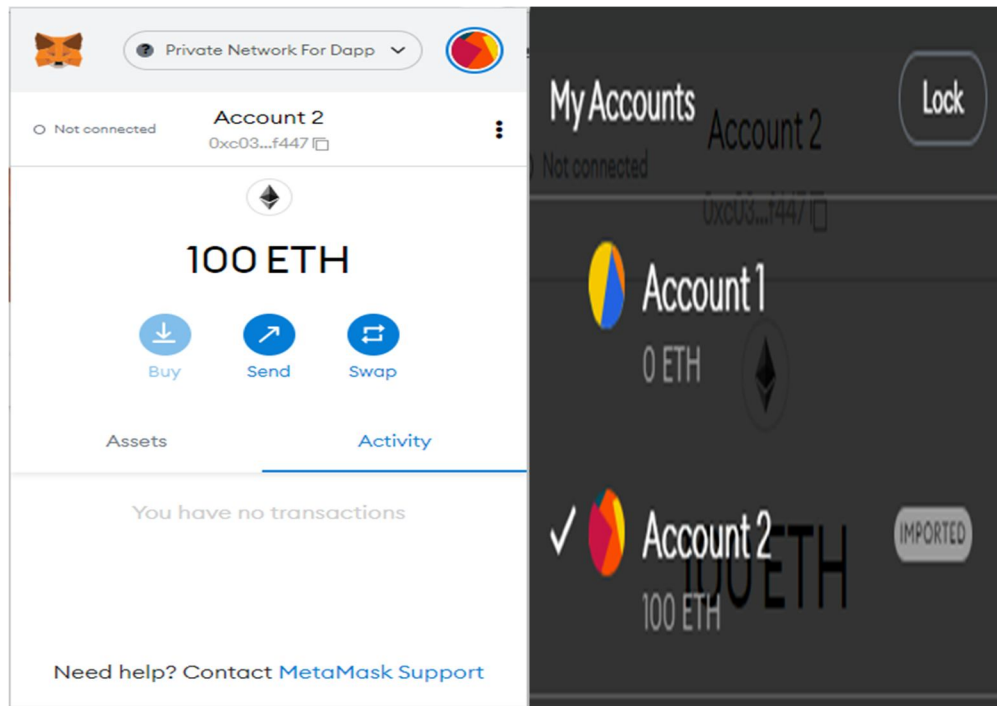 Private Network For Dapp
Not connected
Account 2
0xc03...f447
100 ETH
Buy
Send
Swap
Assets
Activity
You have no transactions
Need help? Contact MetaMask Support
My Accounts
Lock
Account 2
Not connected
0xc03...f447
Account 1
0 ETH
Account 2
IMPORTED
100 ETH
100 ETH